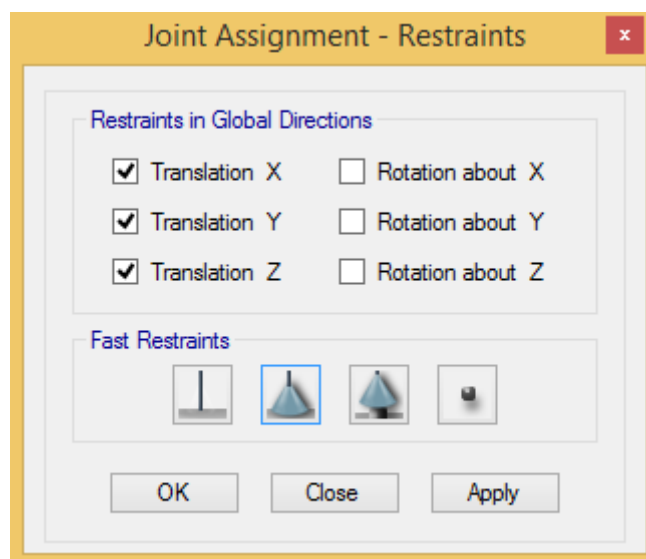 Joint Assignment - Restraints
x
Restraints in Global Directions
Translation X
Rotation about X
Translation Y
Rotation about Y
Translation Z
Rotation about Z
Fast Restraints
OK
Close
Apply